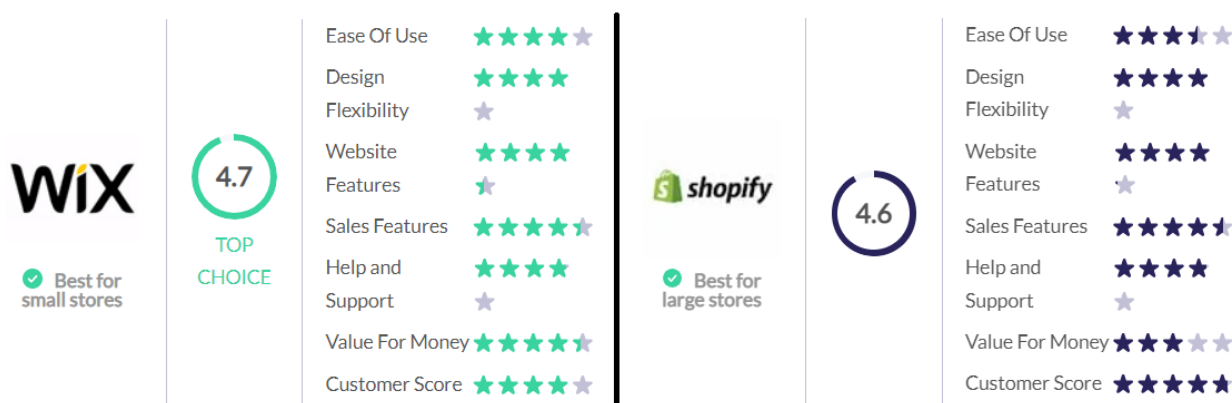 WiX
Best for
small stores
4.7
TOP
CHOICE
Ease Of Use
Design
Flexibility
Website
Features
Sales Features
Help and
Support
Value For Money
Customer Score
shopify
Best for
large stores
4.6
Ease Of Use
Design
Flexibility
Website
Features
Sales Features
Help and
Support
Value For Money
Customer Score